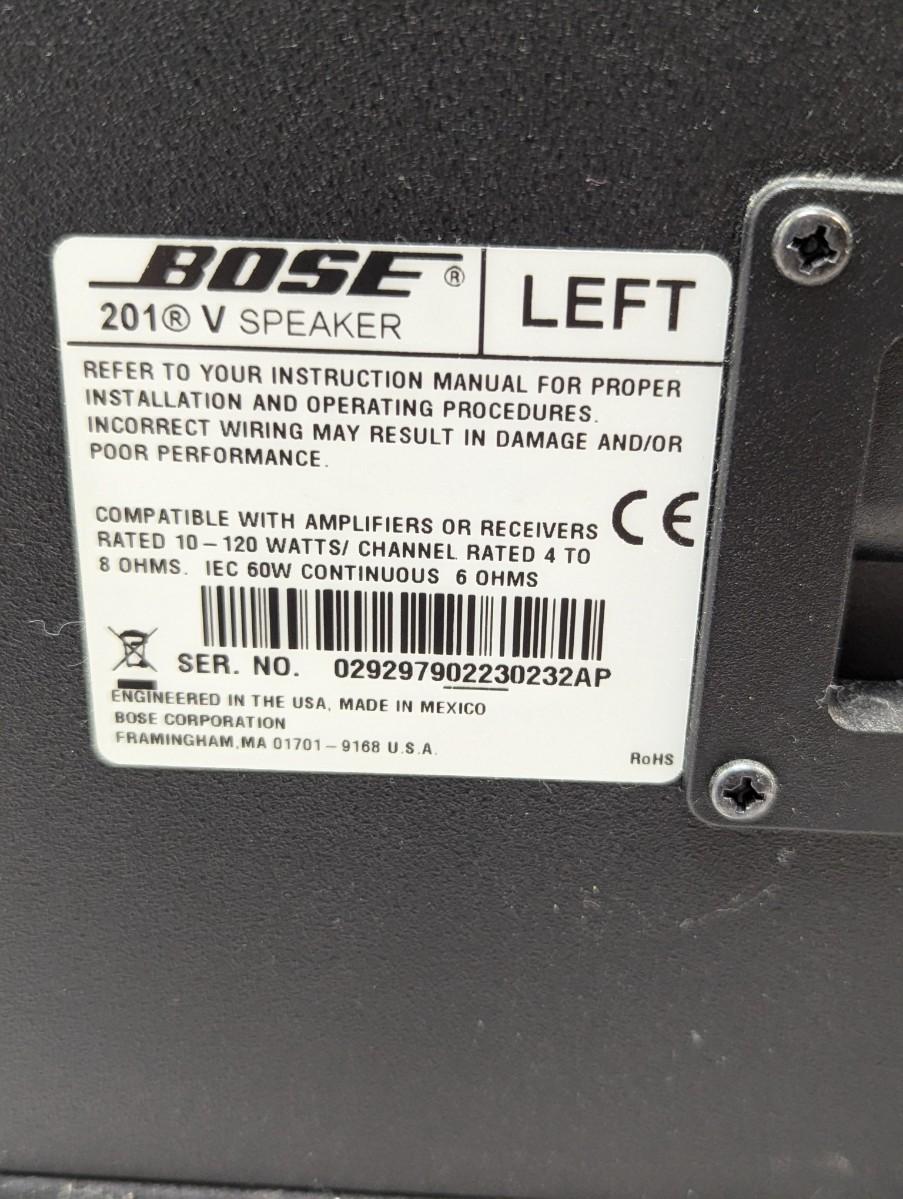 BOSE®
201® V SPEAKER
LEFT
REFER TO YOUR INSTRUCTION MANUAL FOR PROPER
INSTALLATION AND OPERATING PROCEDURES.
INCORRECT WIRING MAY RESULT IN DAMAGE AND/OR
POOR PERFORMANCE.
COMPATIBLE WITH AMPLIFIERS OR RECEIVERS
RATED 10–120 WATTS/ CHANNEL RATED 4 TO
8 OHMS. IEC 60W CONTINUOUS 6 OHMS
CE
SER. NO. 029297902230232AP
ENGINEERED IN THE USA, MADE IN MEXICO
BOSE CORPORATION
FRAMINGHAM,MA 01701–9168 U.S.A.
RoHS